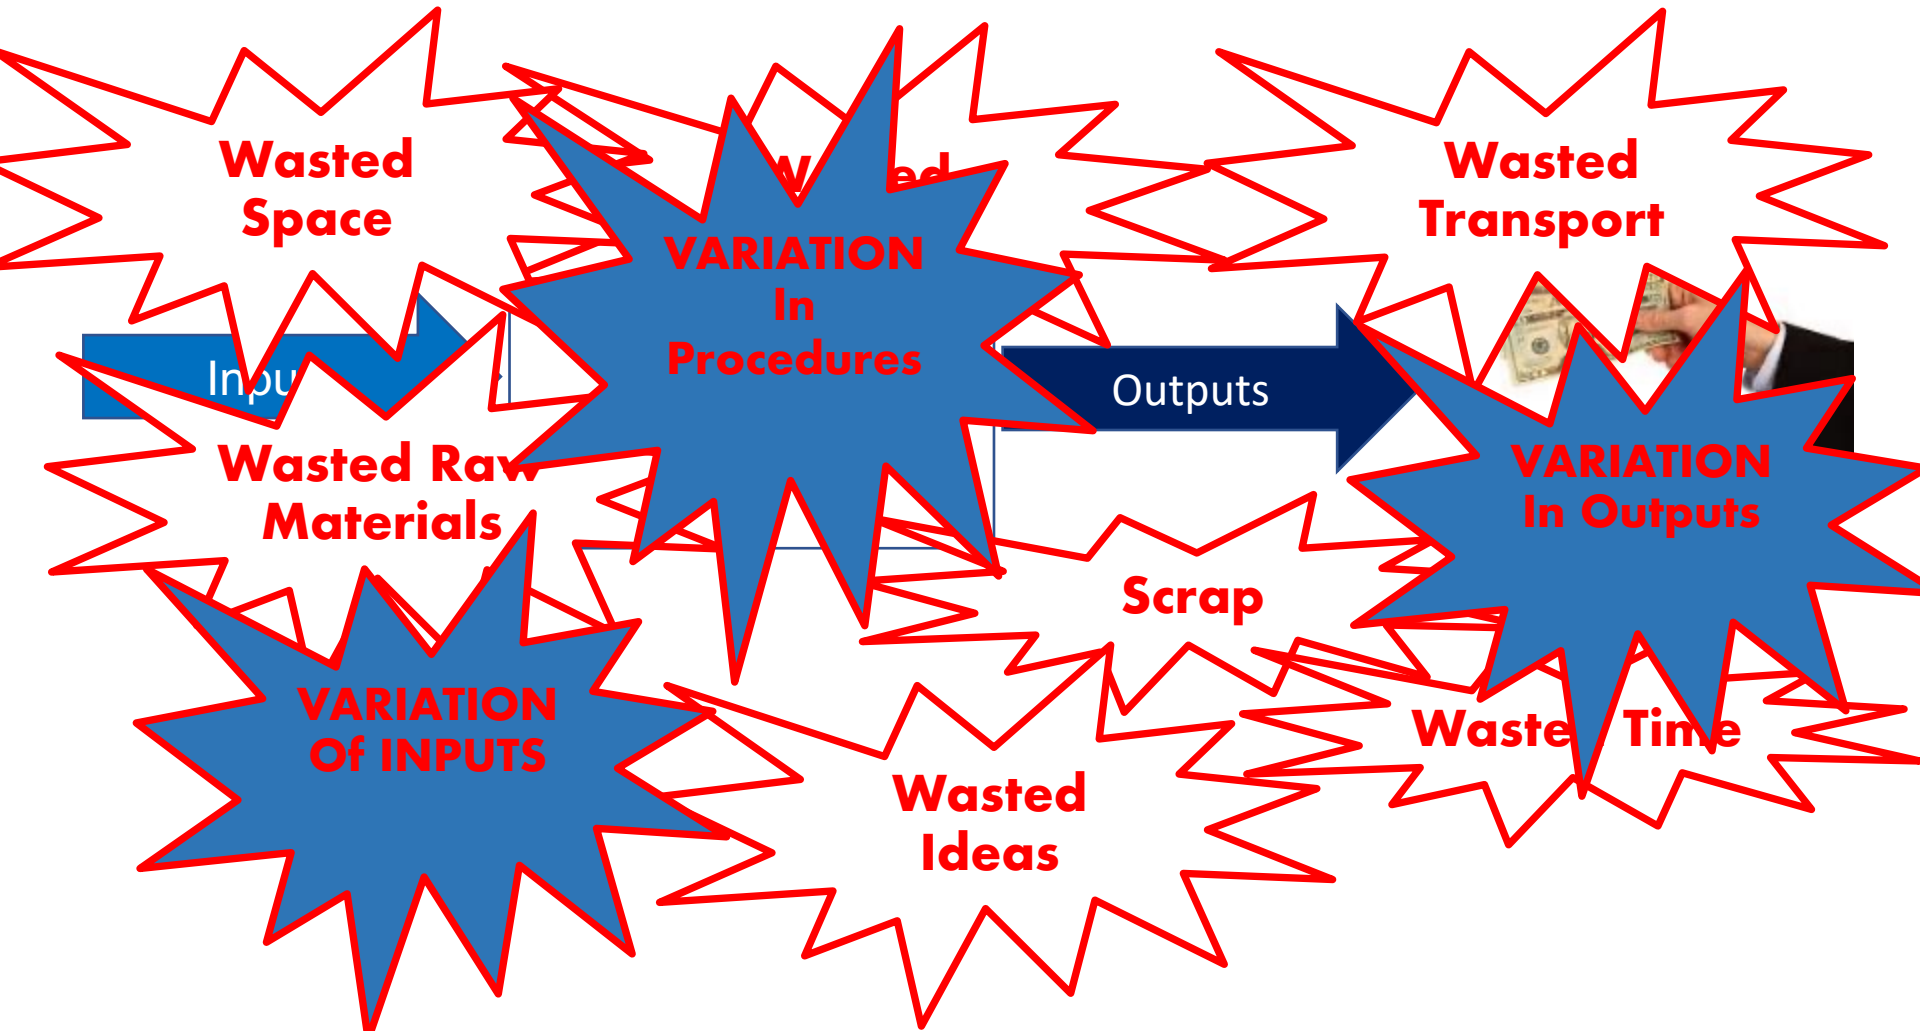 Wasted
Space
Wasted
Transport
VARIATION
In
Procedures
Outputs
Wasted Raw
Materials
VARIATION
In Outputs
Scrap
VARIATION
Of INPUTS
Time
Wasted
Ideas